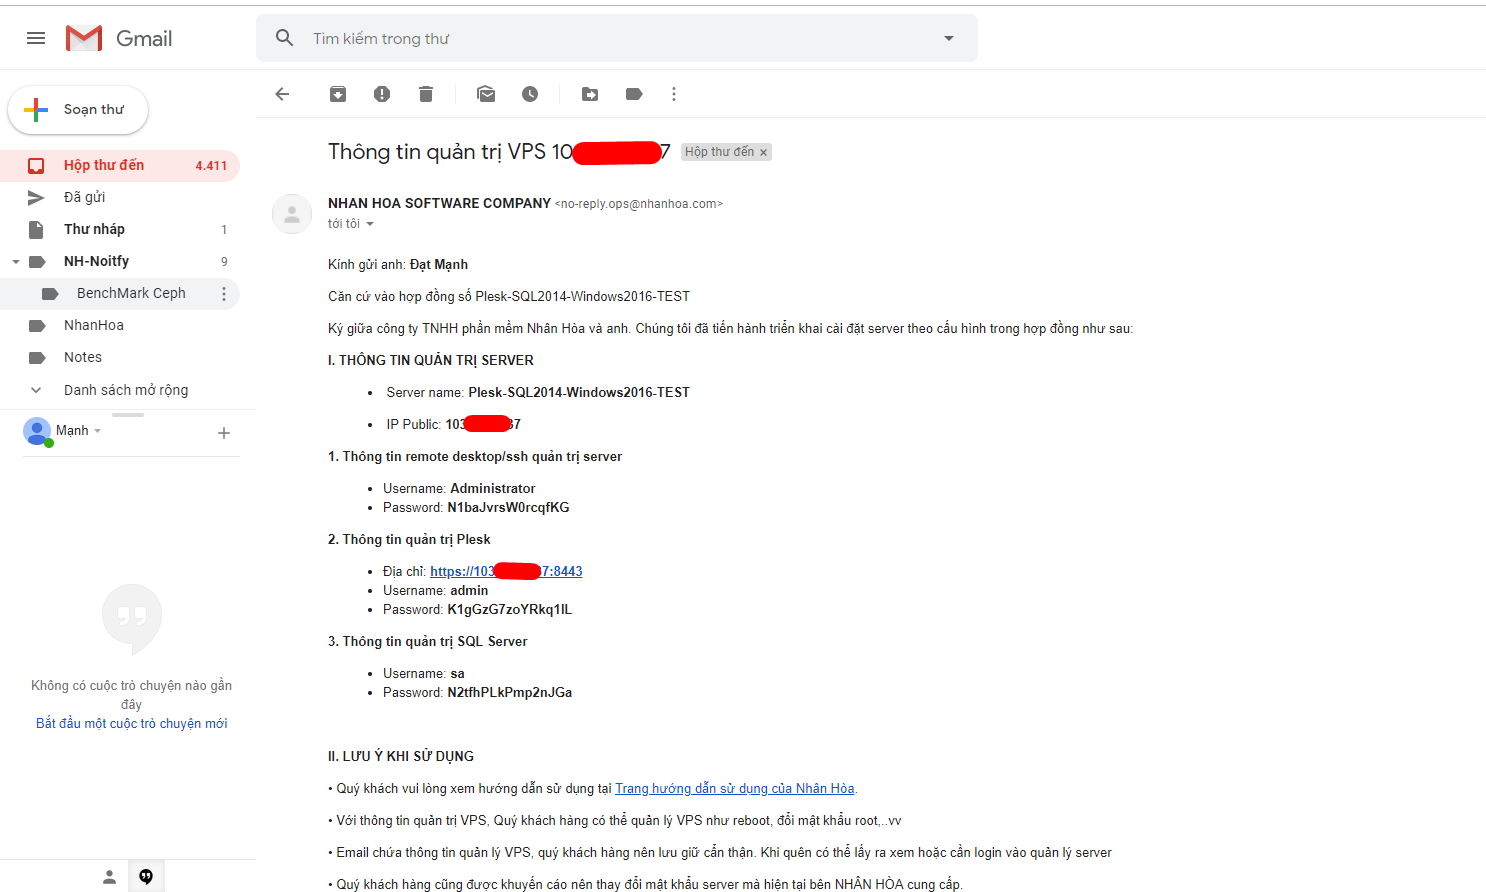 Gmail
Tìm kiếm trong thư
Soạn thư
Hộp thư đến 4.411
Đã gửi
Thư nháp 1
NH-Noitfy 9
BenchMark Ceph
NhanHoa
Notes
Danh sách mở rộng
Mạnh
Không có cuộc trò chuyện nào gần
đây
Bắt đầu một cuộc trò chuyện mới
Thông tin quản trị VPS 10 7 Hộp thư đến ×
NHAN HOA SOFTWARE COMPANY <no-reply.ops@nhanhoa.com>
tới tôi
Kính gửi anh: Đạt Mạnh
Căn cứ vào hợp đồng số Plesk-SQL2014-Windows2016-TEST
Ký giữa công ty TNHH phần mềm Nhân Hòa và anh. Chúng tôi đã tiến hành triển khai cài đặt server theo cấu hình trong hợp đồng như sau:
I. THÔNG TIN QUẢN TRỊ SERVER
• Server name: Plesk-SQL2014-Windows2016-TEST
• IP Public: 103 37
1. Thông tin remote desktop/ssh quản trị server
• Username: Administrator
• Password: N1baJvrsW0rcqfKG
2. Thông tin quản trị Plesk
• Địa chỉ: https://103 37:8443
• Username: admin
• Password: K1gGzG7zoYRkq1IL
3. Thông tin quản trị SQL Server
• Username: sa
• Password: N2tfhPLkPmp2nJGa
II. LƯU Ý KHI SỬ DỤNG
• Quý khách vui lòng xem hướng dẫn sử dụng tại Trang hướng dẫn sử dụng của Nhân Hòa.
• Với thông tin quản trị VPS, Quý khách hàng có thể quản lý VPS như reboot, đổi mật khẩu root,..vv
• Email chứa thông tin quản lý VPS, quý khách hàng nên lưu giữ cẩn thận. Khi quên có thể lấy ra xem hoặc cần login vào quản lý server
• Quý khách hàng cũng được khuyến cáo nên thay đổi mật khẩu server mà hiện tại bên NHÂN HÒA cung cấp.